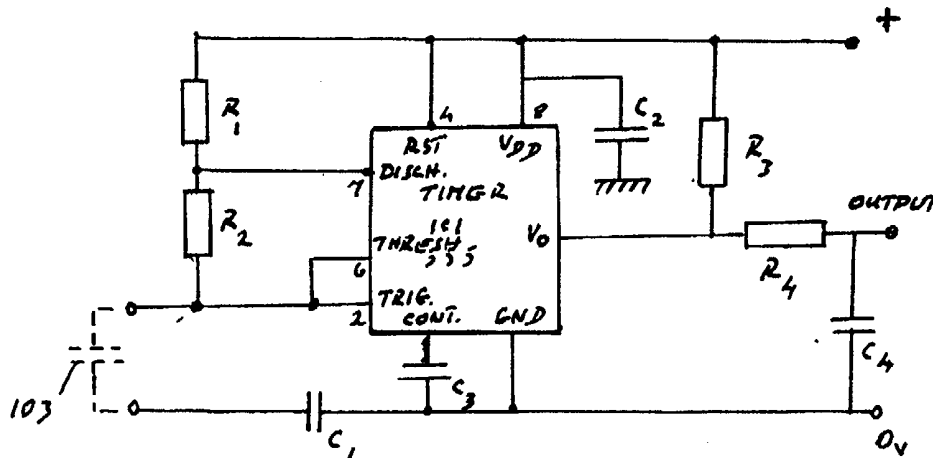 +
R1
4
8
C2
RST
VDD
R3
7
DISCH.
TIMER
R2
IC1
OUTPUT
THRESH
555
V0
6
R4
TRIG.
2
CONT.
GND
C3
C4
103
C1
0V